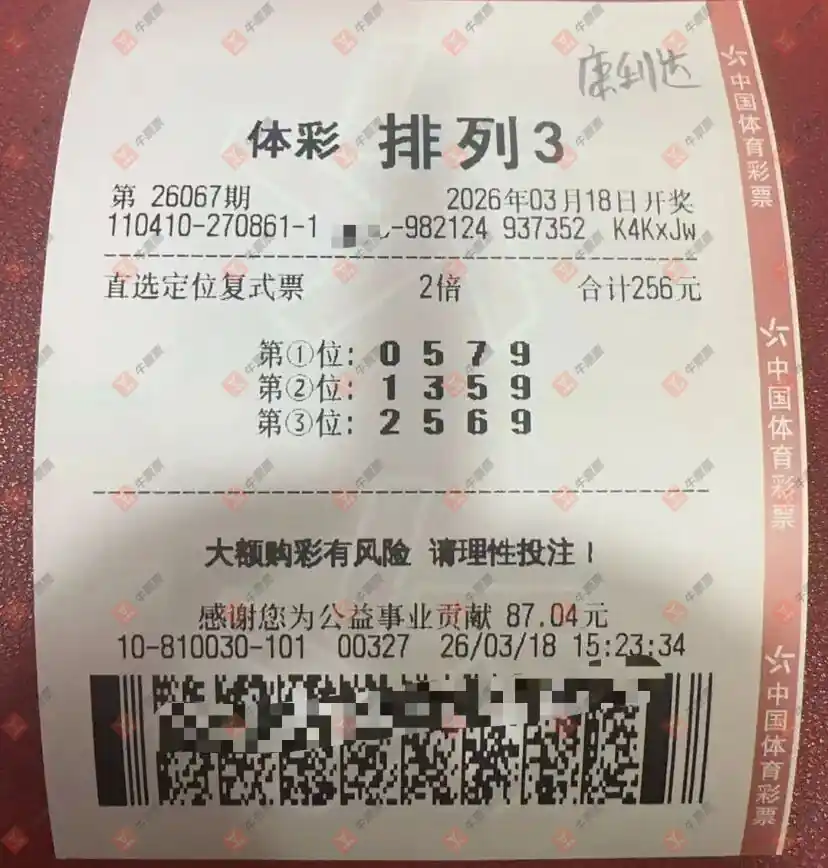 康利达
体彩 排列3
第 26067期 2026年03月18日开奖
110410-270861-1 -982124 937352 K4KxJw
直选定位复式票 2倍 合计256元
第①位: 0 5 7 9
第②位: 1 3 5 9
第③位: 2 5 6 9
大额购彩有风险 请理性投注!
感谢您为公益事业贡献 87.04元
10-810030-101 00327 26/03/18 15:23:34
中国体育彩票
中国体育彩票
中国体育彩票